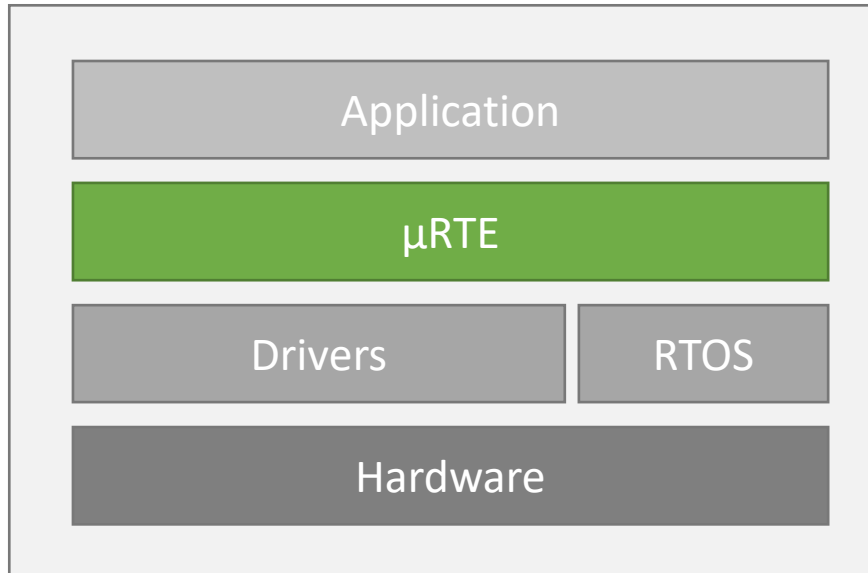 Application
µRTE
Drivers
RTOS
Hardware